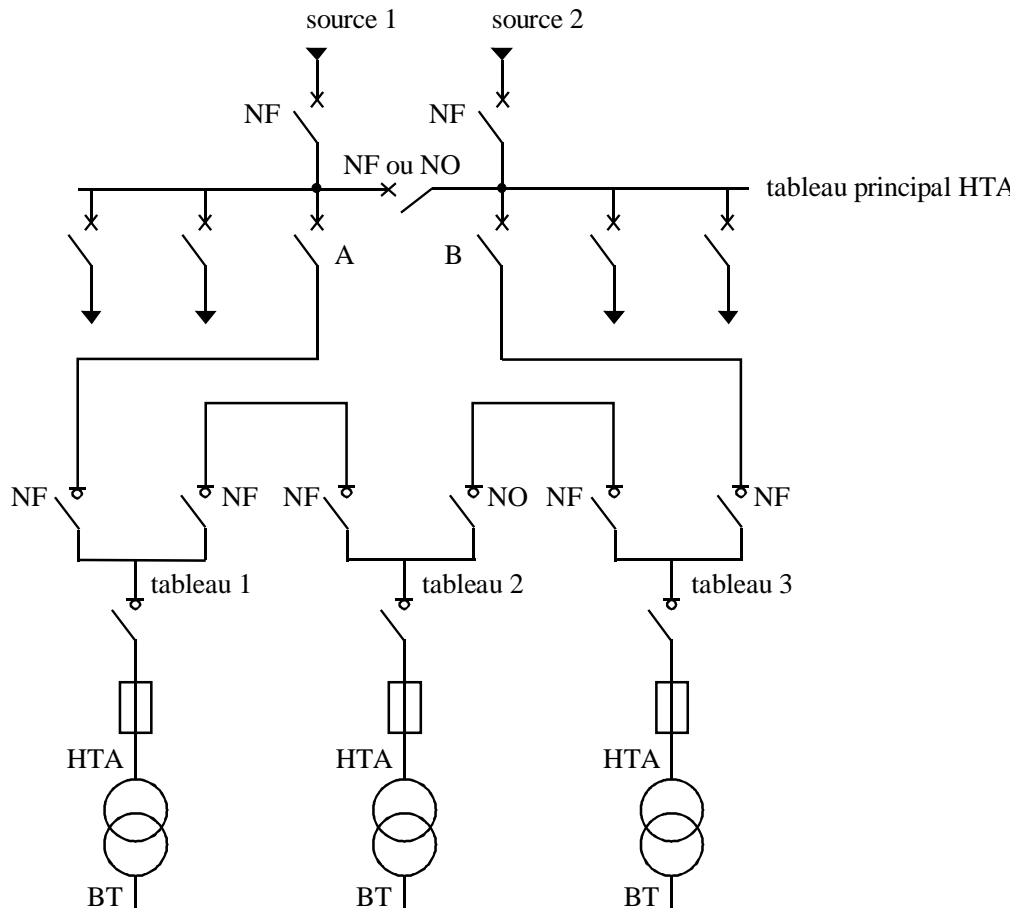 source 1
source 2
NF
NF
NF ou NO
tableau principal HTA
A
B
NF
NF
NF
NO
NF
NF
tableau 1
tableau 2
tableau 3
HTA
HTA
HTA
BT
BT
BT